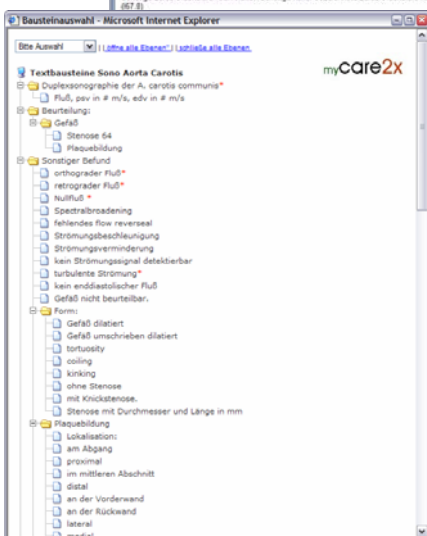 (67.8)
Bausteinauswahl - Microsoft Internet Explorer
Bitte Auswahl | | öffne alle Ebenen" | schließe alle Ebenen
mycare2x
Textbausteine Sono Aorta Carotis
Duplexsonographie der A. carotis communis*
Fluß, psv in # m/s, edv in # m/s
Beurteilung:
Gefäß
Stenose 64
Plaquebildung
Sonstiger Befund
orthograder Fluß*
retrograder Fluß*
Nullfluß *
Spectralbroadening
fehlendes flow reverseal
Strömungsbeschleunigung
Strömungsverminderung
kein Strömungssignal detektierbar
turbulente Strömung*
kein enddiastolischer Fluß
Gefäß nicht beurteilbar.
Form:
Gefäß dilatiert
Gefäß umschrieben dilatiert
tortuosity
coiling
kinking
ohne Stenose
mit Knickstenose.
Stenose mit Durchmesser und Länge in mm
Plaquebildung
Lokalisation:
am Abgang
proximal
im mittleren Abschnitt
distal
an der Vorderwand
an der Rückwand
lateral
medial